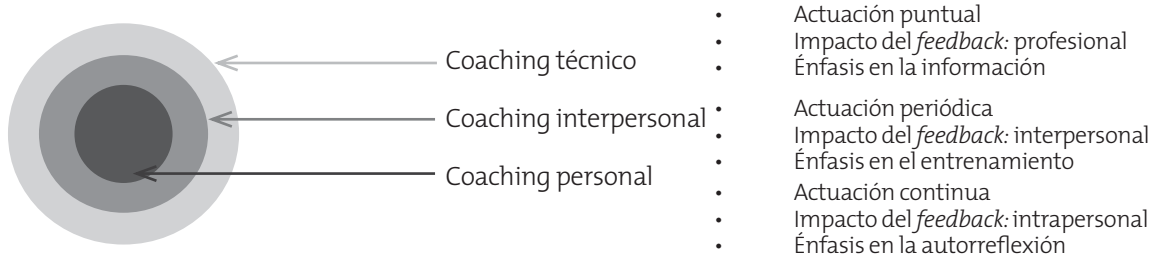 Coaching técnico
• Actuación puntual
• Impacto del feedback: profesional
• Énfasis en la información
Coaching interpersonal
• Actuación periódica
• Impacto del feedback: interpersonal
• Énfasis en el entrenamiento
Coaching personal
• Actuación continua
• Impacto del feedback: intrapersonal
• Énfasis en la autorreflexión